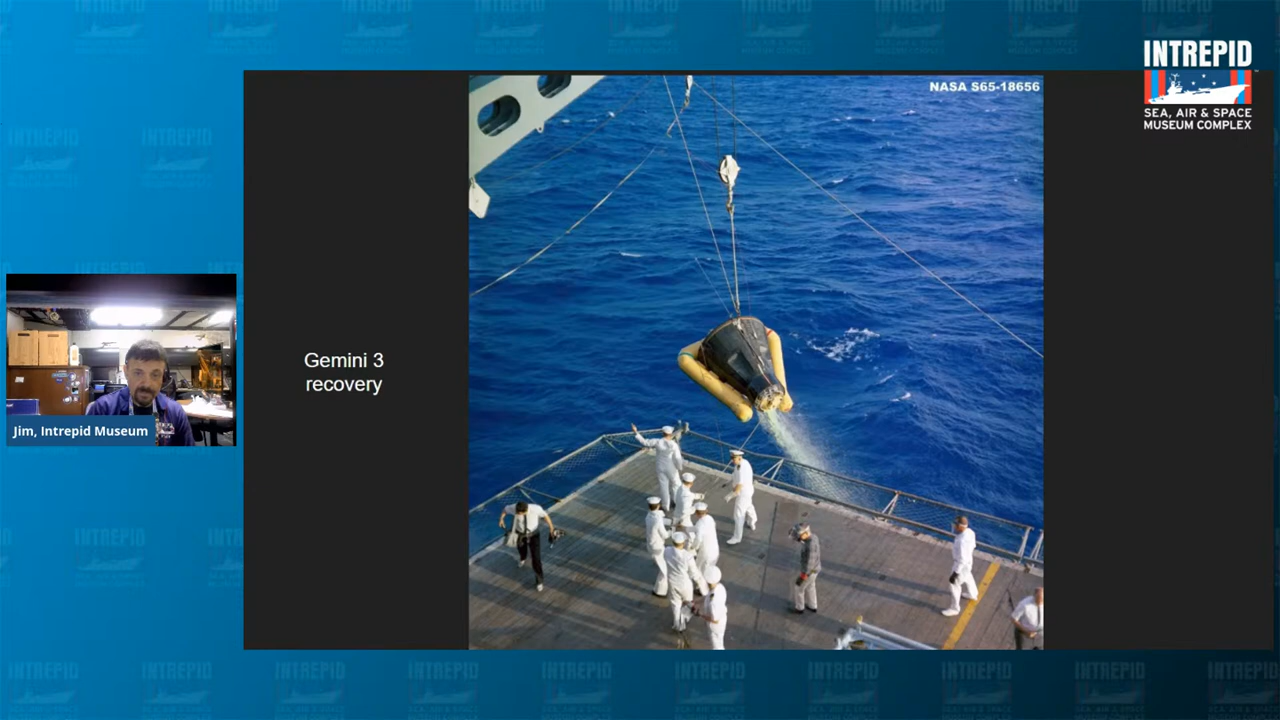 INTREPID
SEA, AIR & SPACE
MUSEUM COMPLEX
NASA S65-18656
Gemini 3
recovery
Jim, Intrepid Museum